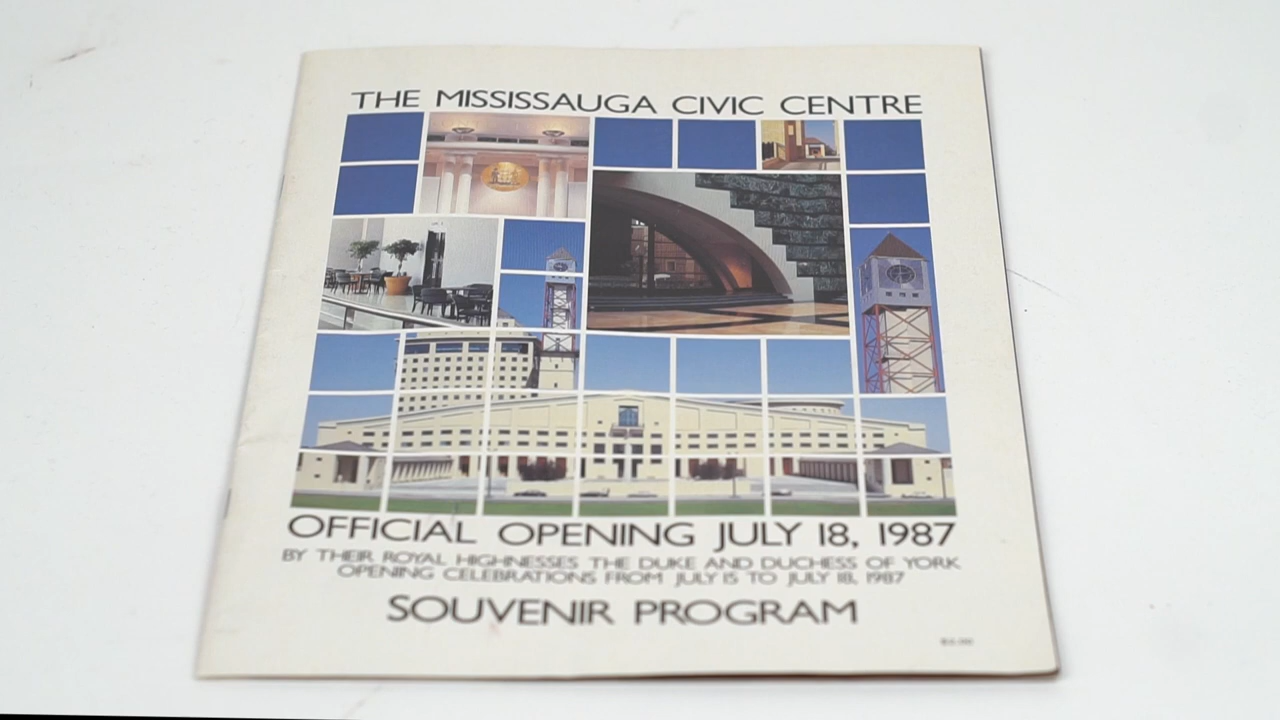 THE MISSISSAUGA CIVIC CENTRE
OFFICIAL OPENING JULY 18, 1987
BY THEIR ROYAL HIGHNESSES THE DUKE AND DUCHESS OF YORK
OPENING CELEBRATIONS FROM JULY 15 TO JULY 18, 1987
SOUVENIR PROGRAM